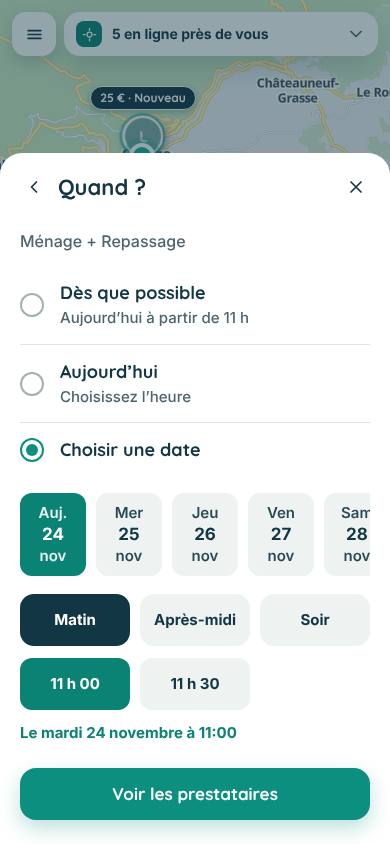 5 en ligne près de vous
Châteauneuf-
Grasse
Le Ro
25 € · Nouveau
Quand ?
Ménage + Repassage
Dès que possible
Aujourd’hui à partir de 11 h
Aujourd’hui
Choisissez l’heure
Choisir une date
Auj. Mer Jeu Ven Sam
24 25 26 27 28
nov nov nov nov nov
Matin Après-midi Soir
11 h 00 11 h 30
Le mardi 24 novembre à 11:00
Voir les prestataires